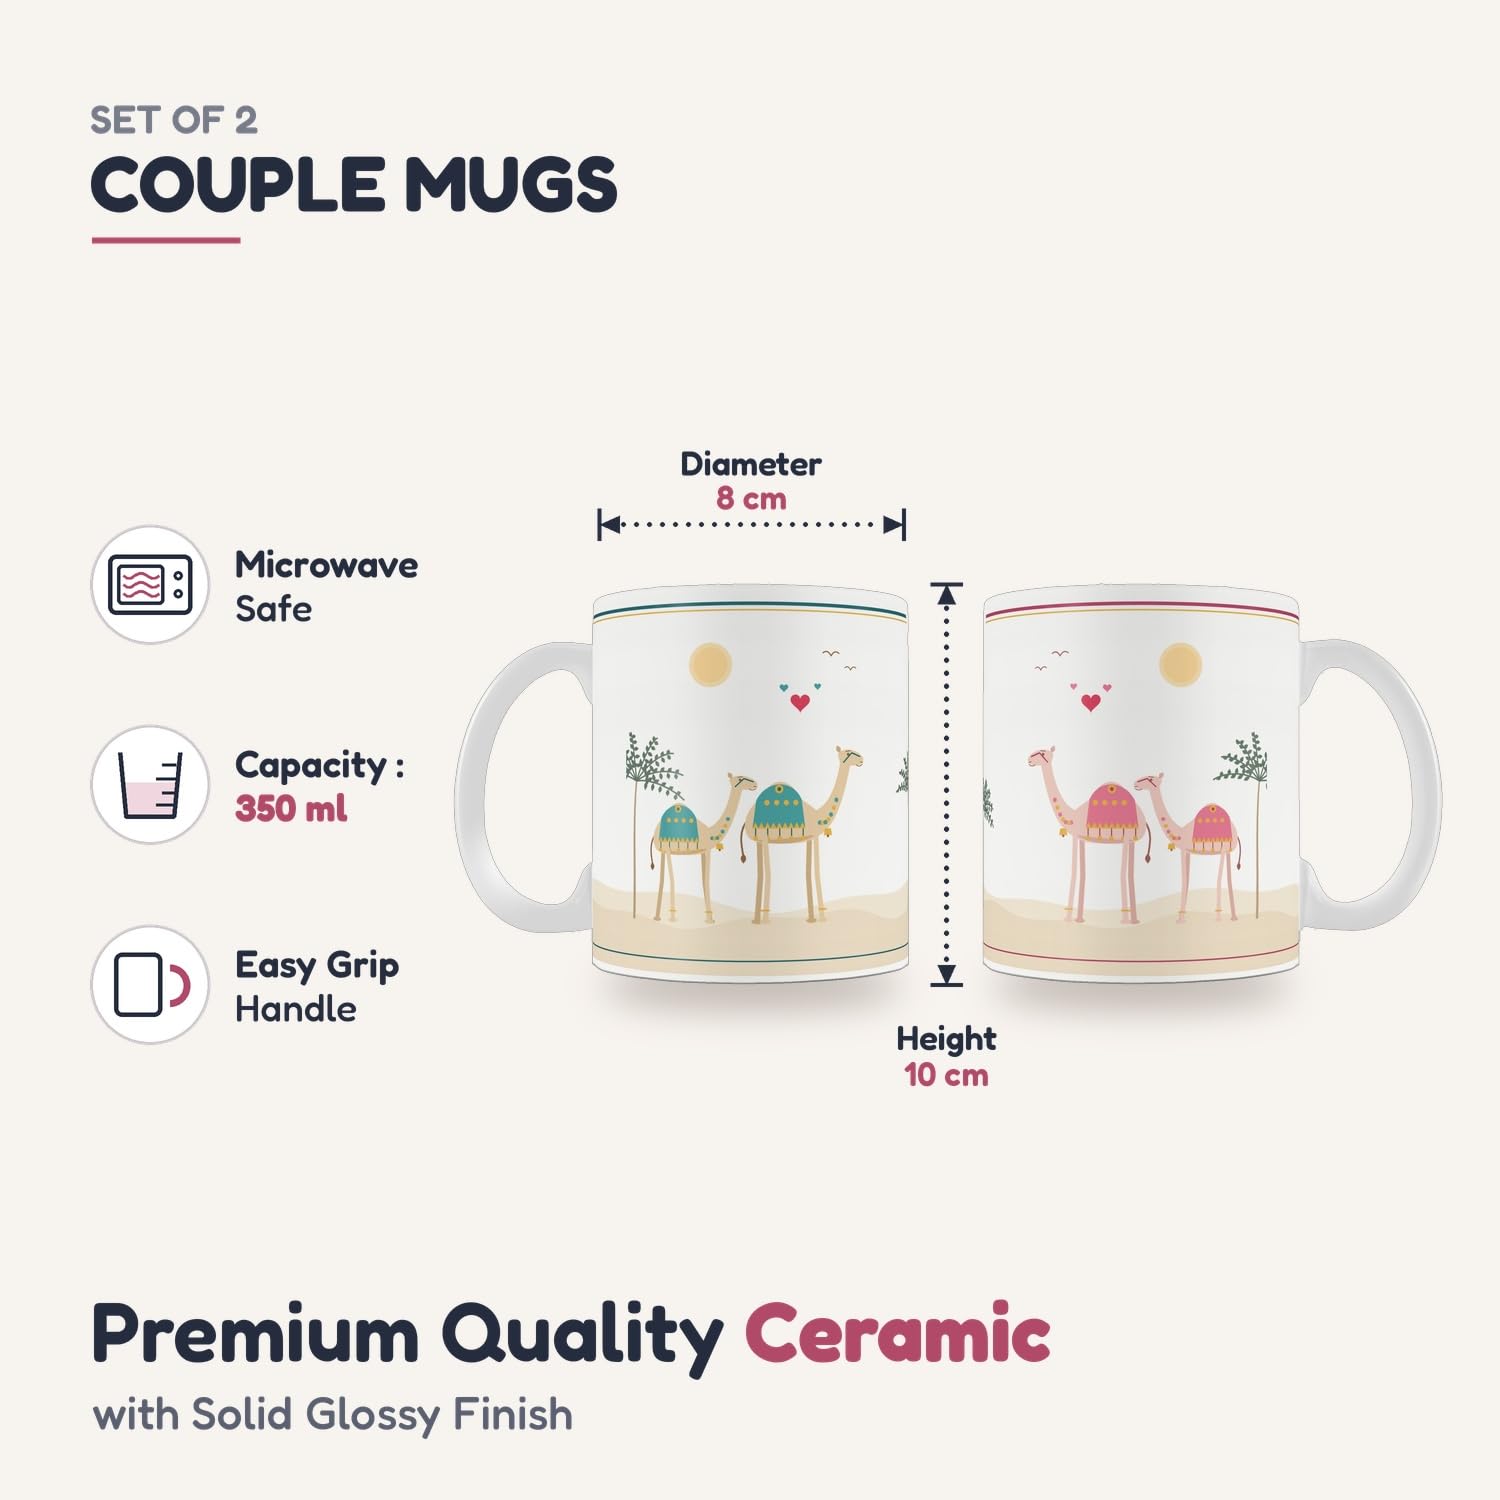 SET OF 2
COUPLE MUGS
Diameter
8 cm
Microwave
Safe
Capacity :
350 ml
Easy Grip
Handle
Height
10 cm
Premium Quality Ceramic
with Solid Glossy Finish